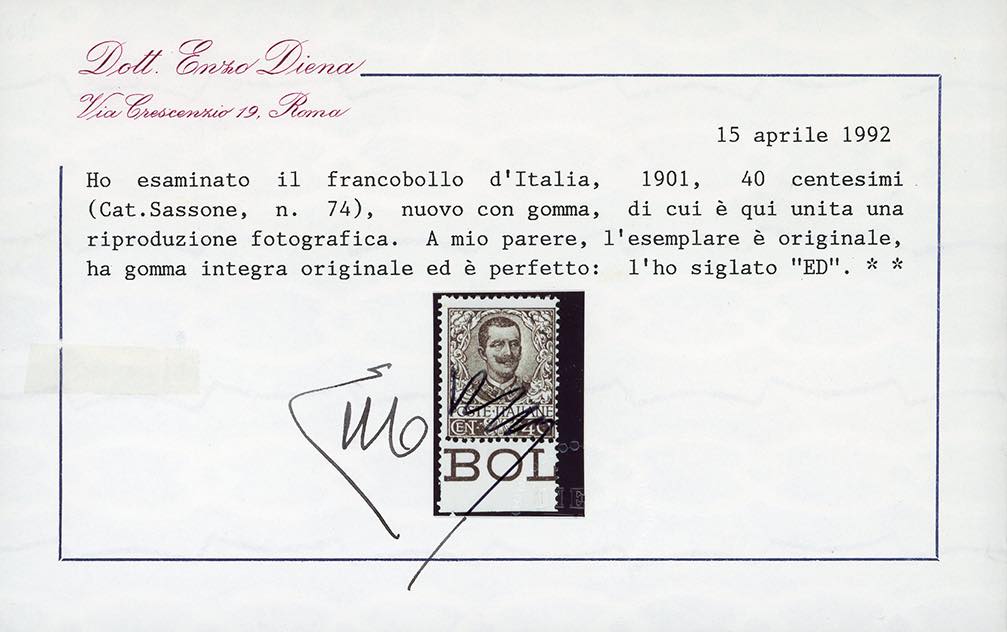 Dott. Enzo Diena
Via Crescenzio 19, Roma
15 aprile 1992
Ho esaminato il francobollo d'Italia, 1901, 40 centesimi
(Cat.Sassone, n. 74), nuovo con gomma, di cui è qui unita una
riproduzione fotografica. A mio parere, l'esemplare è originale,
ha gomma integra originale ed è perfetto: l'ho siglato "ED". * *
POSTE·ITALIANE
CEN 40
BOL